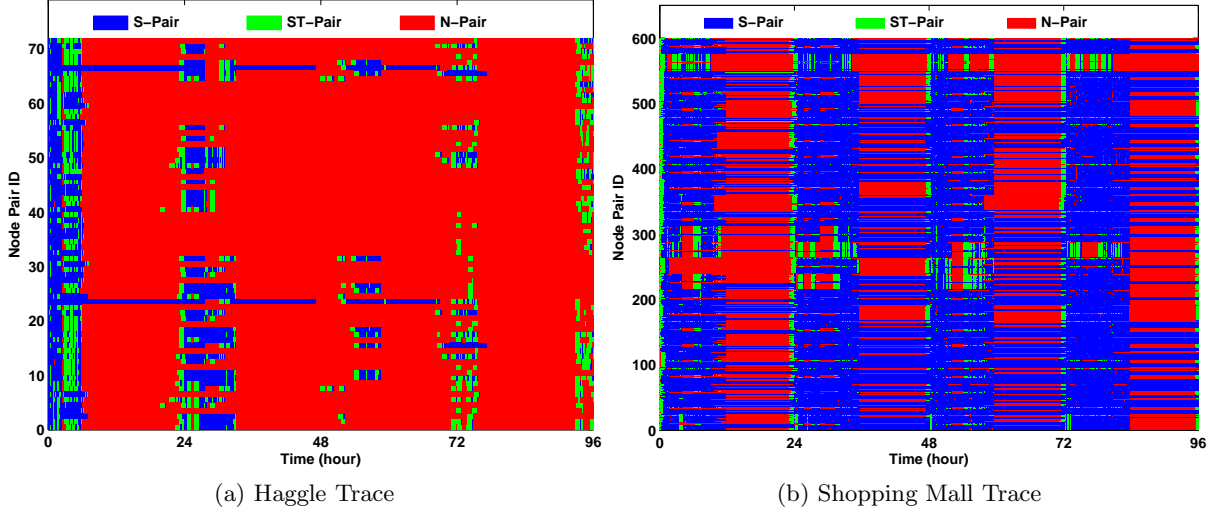 S-Pair ST-Pair N-Pair
70
60
50
40
30
20
10
0
Node Pair ID
0 24 48 72 96
Time (hour)
(a) Haggle Trace
S-Pair ST-Pair N-Pair
600
500
400
300
200
100
0
Node Pair ID
0 24 48 72 96
Time (hour)
(b) Shopping Mall Trace